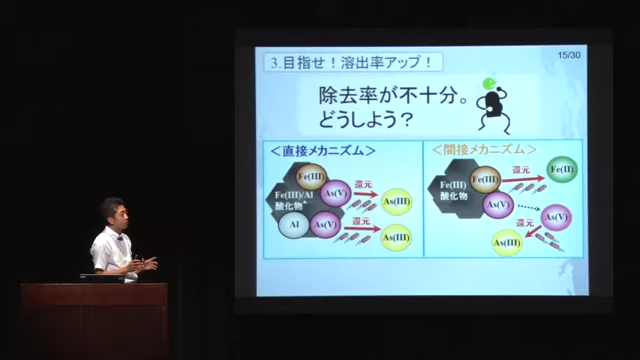 15/30
3.目指せ！溶出率アップ！
除去率が不十分。
どうしよう？
＜直接メカニズム＞
Fe(III)
Fe(III)/Al
酸化物*
As(V)
還元
As(III)
Al
As(V)
還元
As(III)
＜間接メカニズム＞
Fe(III)
酸化物
Fe(III)
還元
Fe(II)
As(V)
As(V)
還元
As(III)